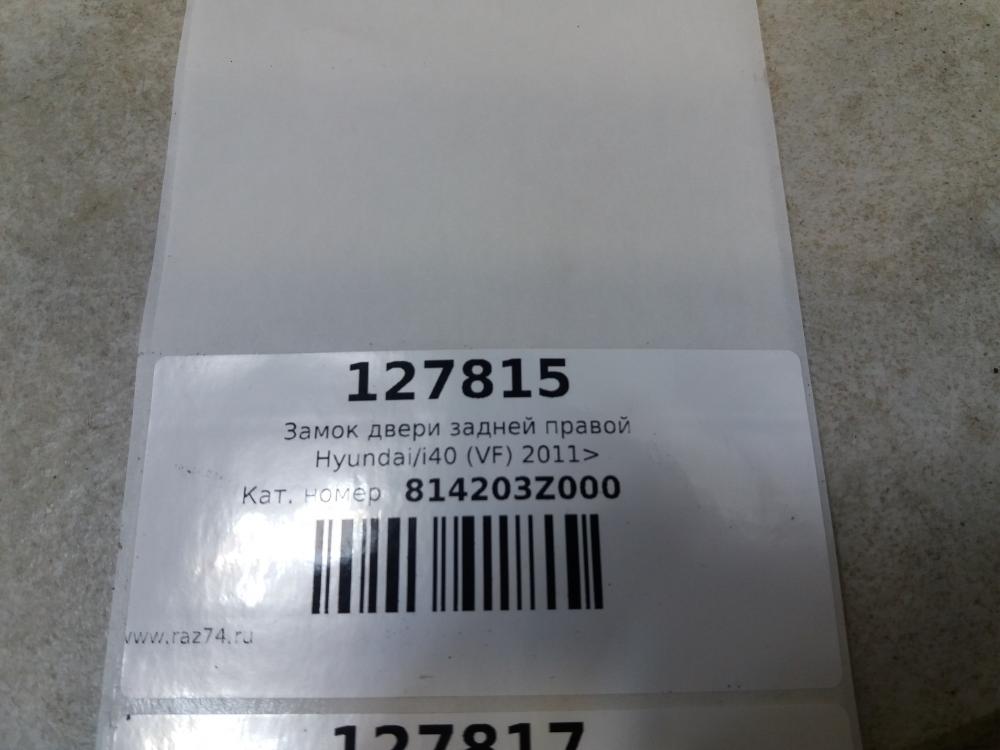 127815
Замок двери задней правой
Hyundai/i40 (VF) 2011>
Кат. номер 814203Z000
www.raz74.ru
127817